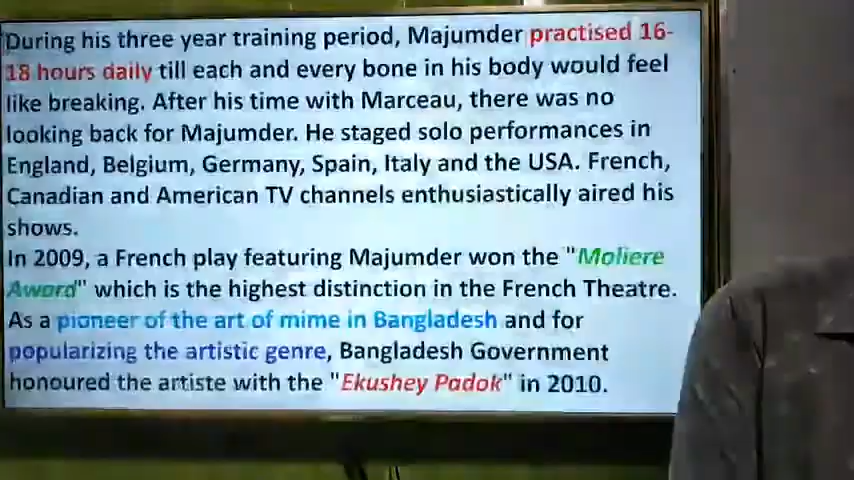 During his three year training period, Majumder practised 16-
18 hours daily till each and every bone in his body would feel
like breaking. After his time with Marceau, there was no
looking back for Majumder. He staged solo performances in
England, Belgium, Germany, Spain, Italy and the USA. French,
Canadian and American TV channels enthusiastically aired his
shows.
In 2009, a French play featuring Majumder won the "Moliere
Award" which is the highest distinction in the French Theatre.
As a pioneer of the art of mime in Bangladesh and for
popularizing the artistic genre, Bangladesh Government
honoured the artiste with the "Ekushey Padok" in 2010.